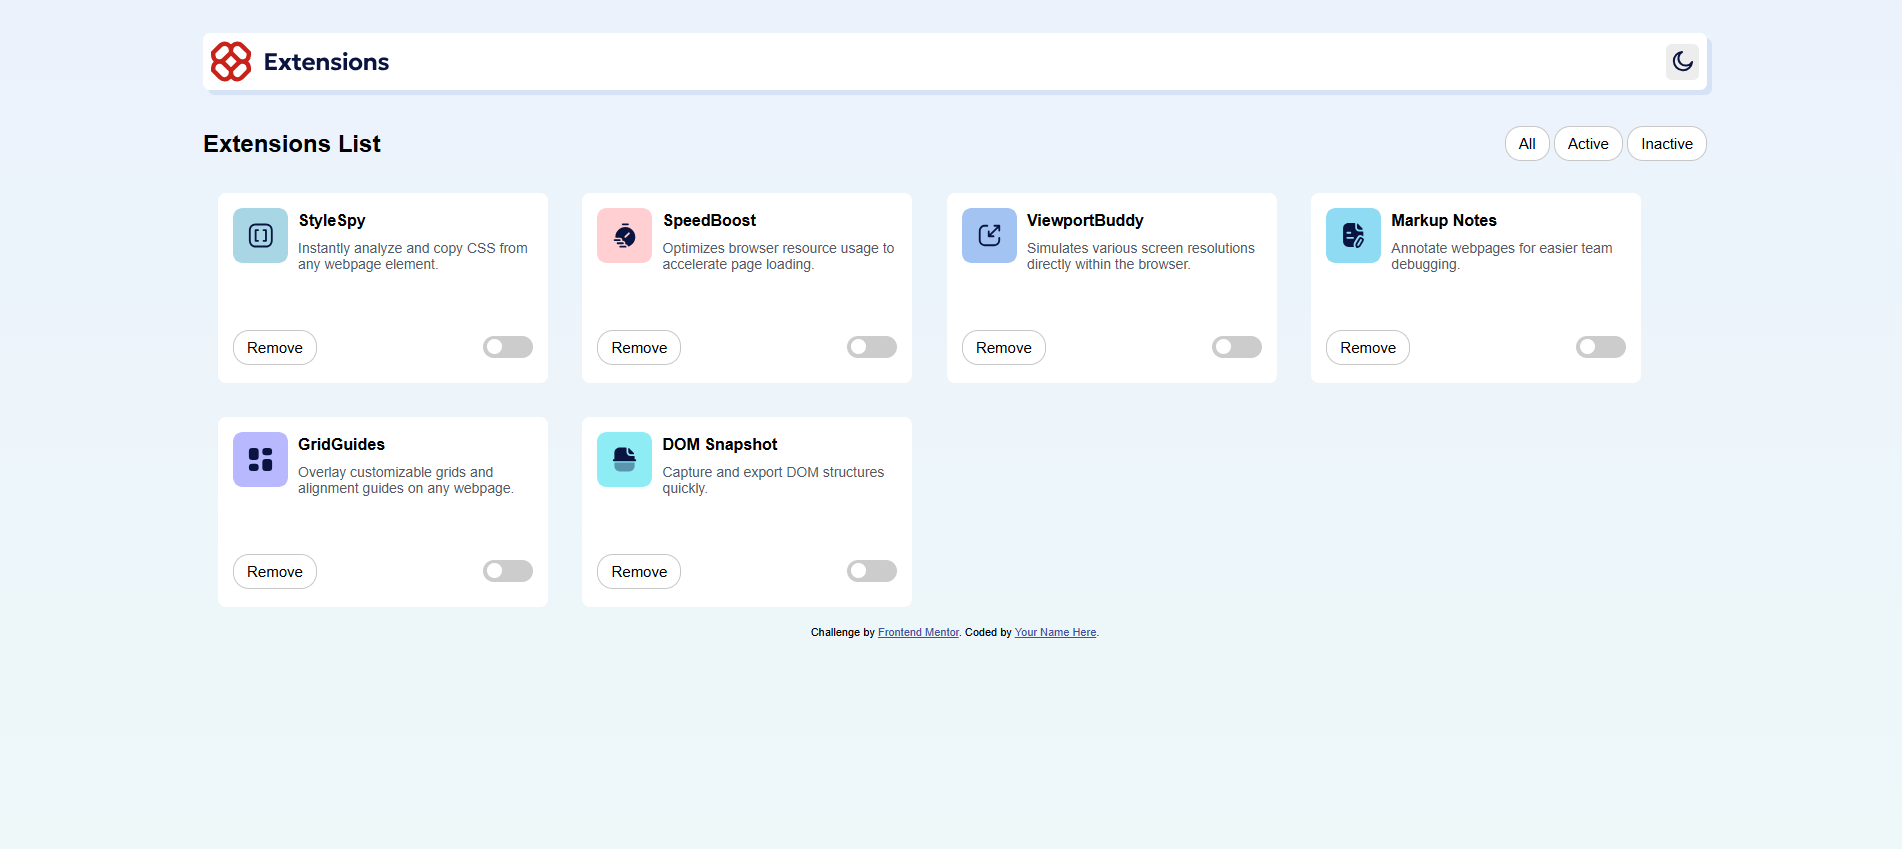 Extensions
Extensions List
All Active Inactive
StyleSpy
Instantly analyze and copy CSS from
any webpage element.
Remove
SpeedBoost
Optimizes browser resource usage to
accelerate page loading.
Remove
ViewportBuddy
Simulates various screen resolutions
directly within the browser.
Remove
Markup Notes
Annotate webpages for easier team
debugging.
Remove
GridGuides
Overlay customizable grids and
alignment guides on any webpage.
Remove
DOM Snapshot
Capture and export DOM structures
quickly.
Remove
Challenge by Frontend Mentor. Coded by Your Name Here.